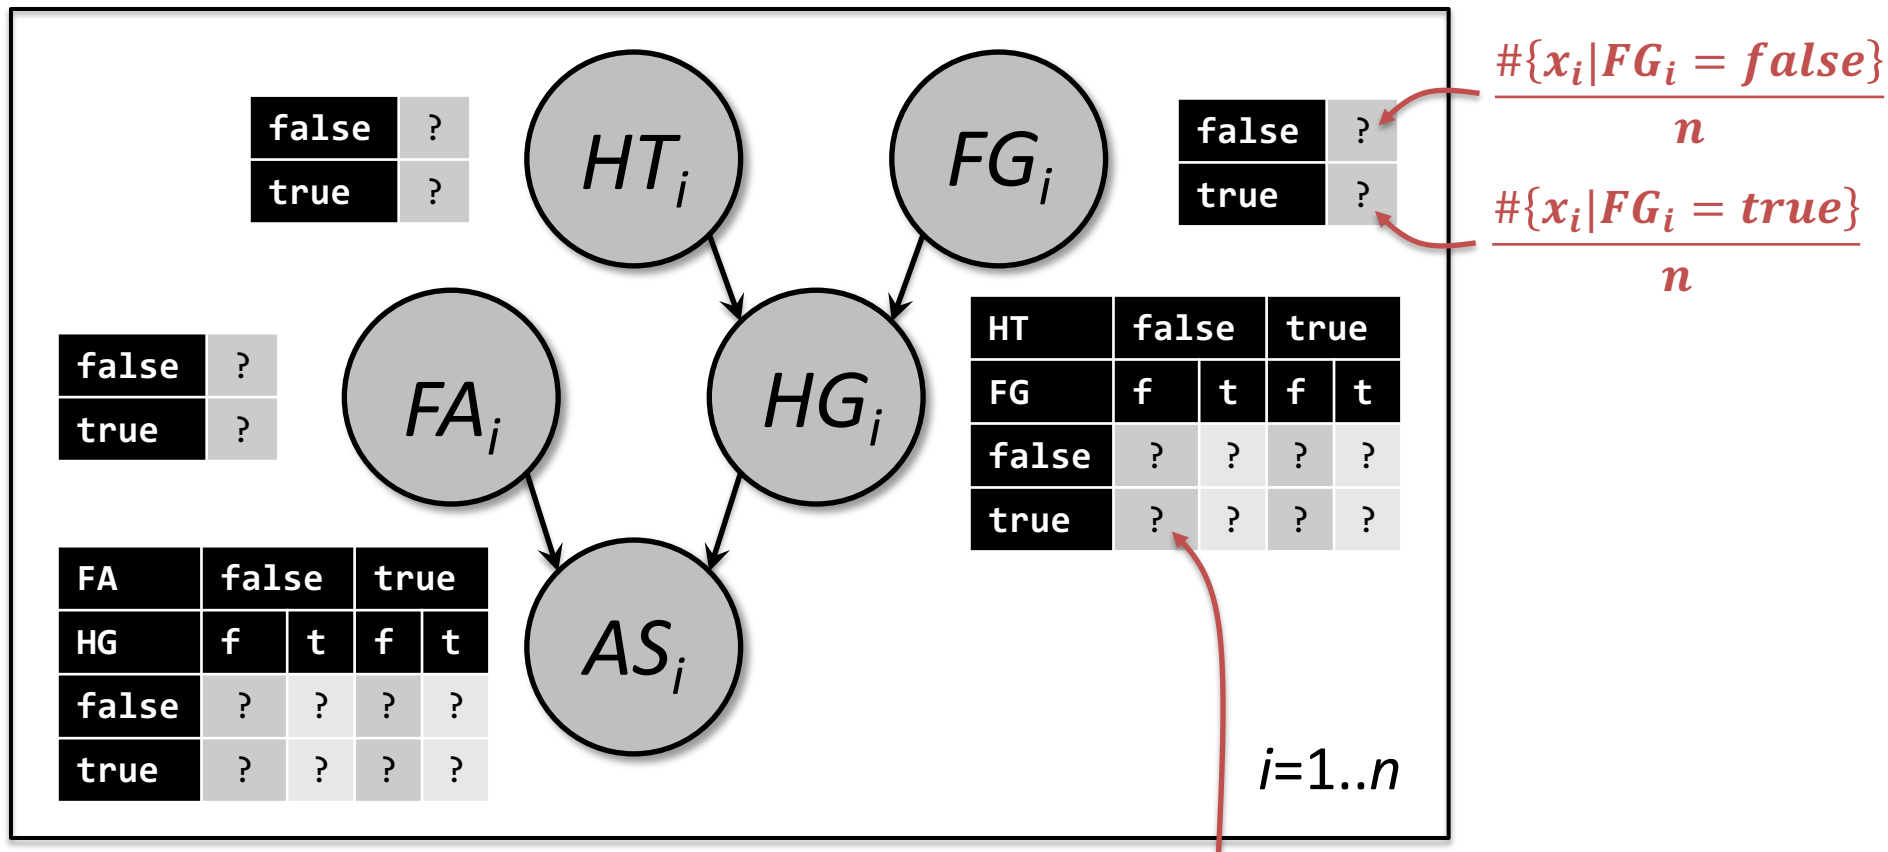 #{x_i|FG_i = false}
n
#{x_i|FG_i = true}
n
false ?
true ?
HT_i
FG_i
false ?
true ?
false ?
true ?
FA_i
HG_i
HT false true
FG f t f t
false ? ? ? ?
true ? ? ? ?
FA false true
HG f t f t
false ? ? ? ?
true ? ? ? ?
AS_i
i=1..n